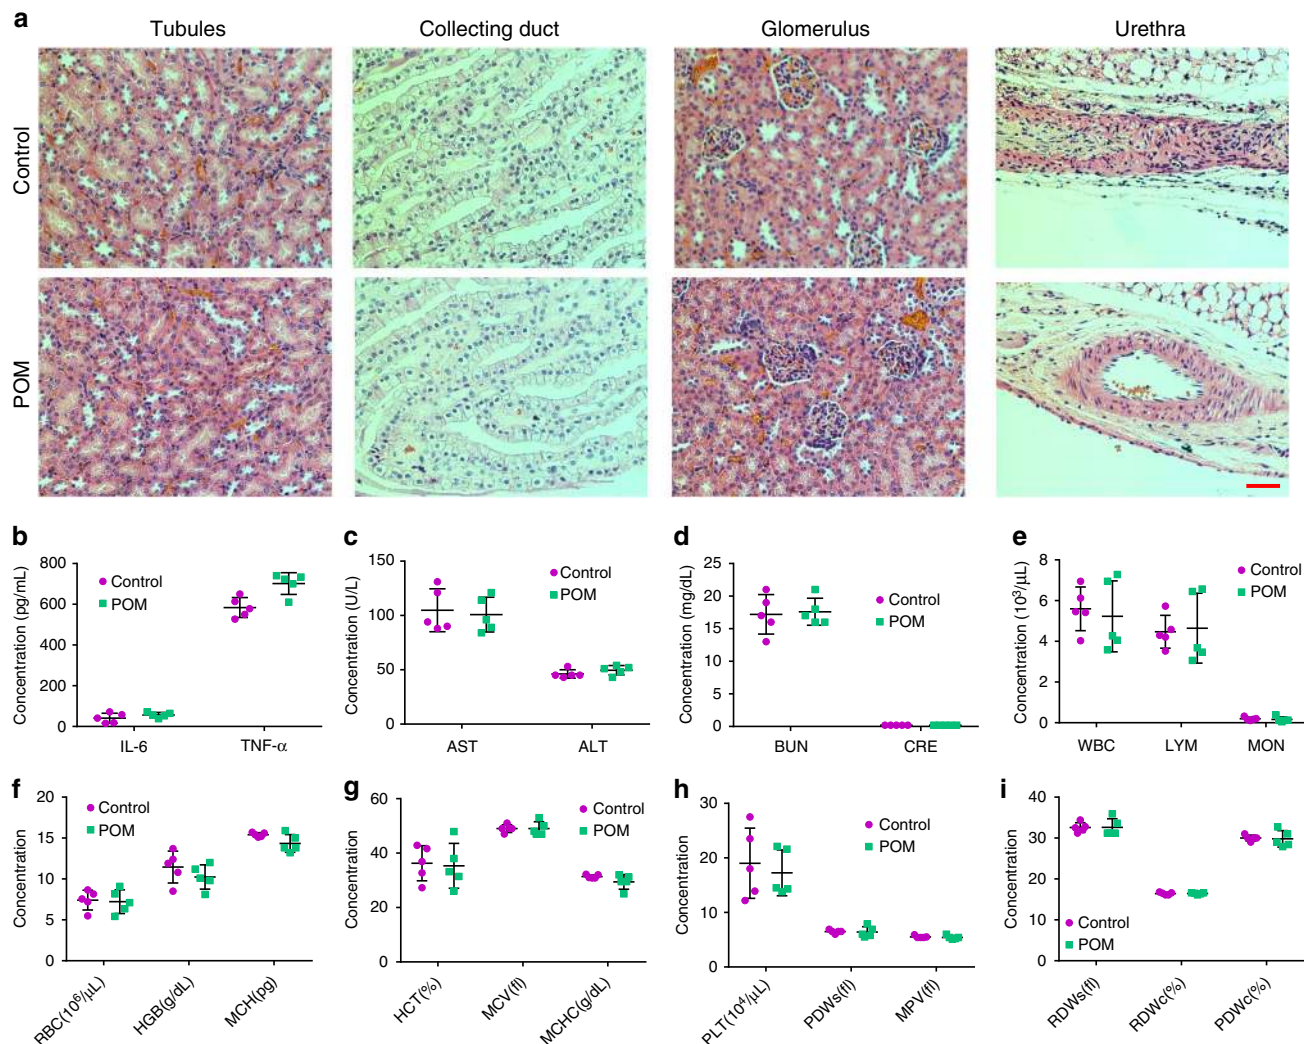 a
Tubules Collecting duct Glomerulus Urethra
Control
POM
b
Concentration (pg/mL)
800
600
400
200
0
Control
POM
IL-6 TNF-α
c
Concentration (U/L)
150
100
50
0
Control
POM
AST ALT
d
Concentration (mg/dL)
25
20
15
10
5
0
Control
POM
BUN CRE
e
Concentration (10³/μL)
8
6
4
2
0
Control
POM
WBC LYM MON
f
Concentration
20
15
10
5
0
Control
POM
RBC(10⁶/μL) HGB(g/dL) MCH(pg)
g
Concentration
60
40
20
0
Control
POM
HCT(%) MCV(fl) MCHC(g/dL)
h
Concentration
30
20
10
0
Control
POM
PLT(10⁴/μL) PDWs(fl) MPV(fl)
i
Concentration
40
30
20
10
0
Control
POM
RDWs(fl) RDWc(%) PDWc(%)